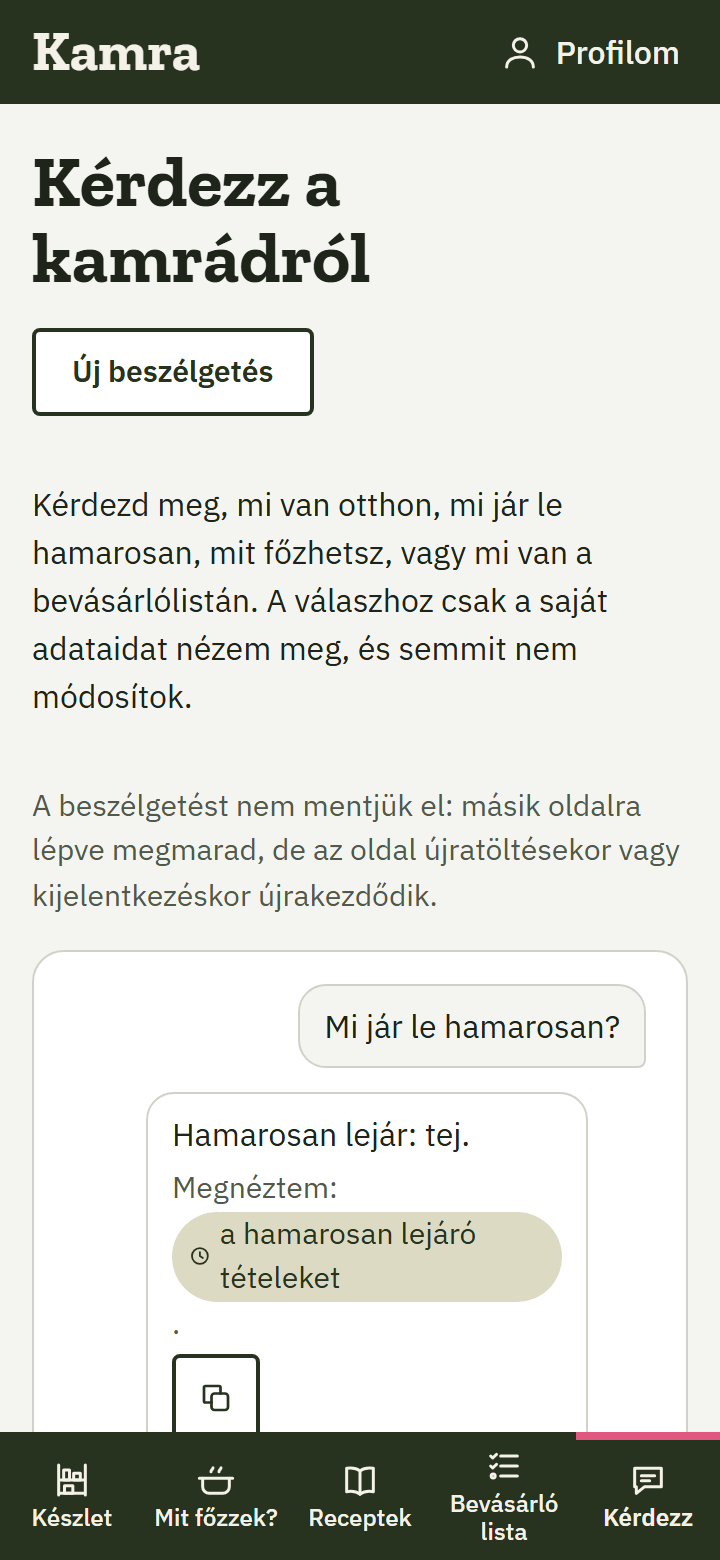 Kamra
Profilom
Kérdezz a
kamrádról
Új beszélgetés
Kérdezd meg, mi van otthon, mi jár le
hamarosan, mit főzhetsz, vagy mi van a
bevásárlólistán. A válaszhoz csak a saját
adataidat nézem meg, és semmit nem
módosítok.
A beszélgetést nem mentjük el: másik oldalra
lépve megmarad, de az oldal újratöltésekor vagy
kijelentkezéskor újrakezdődik.
Mi jár le hamarosan?
Hamarosan lejár: tej.
Megnéztem:
a hamarosan lejáró
tételeket
.
Készlet
Mit főzzek?
Receptek
Bevásárló
lista
Kérdezz